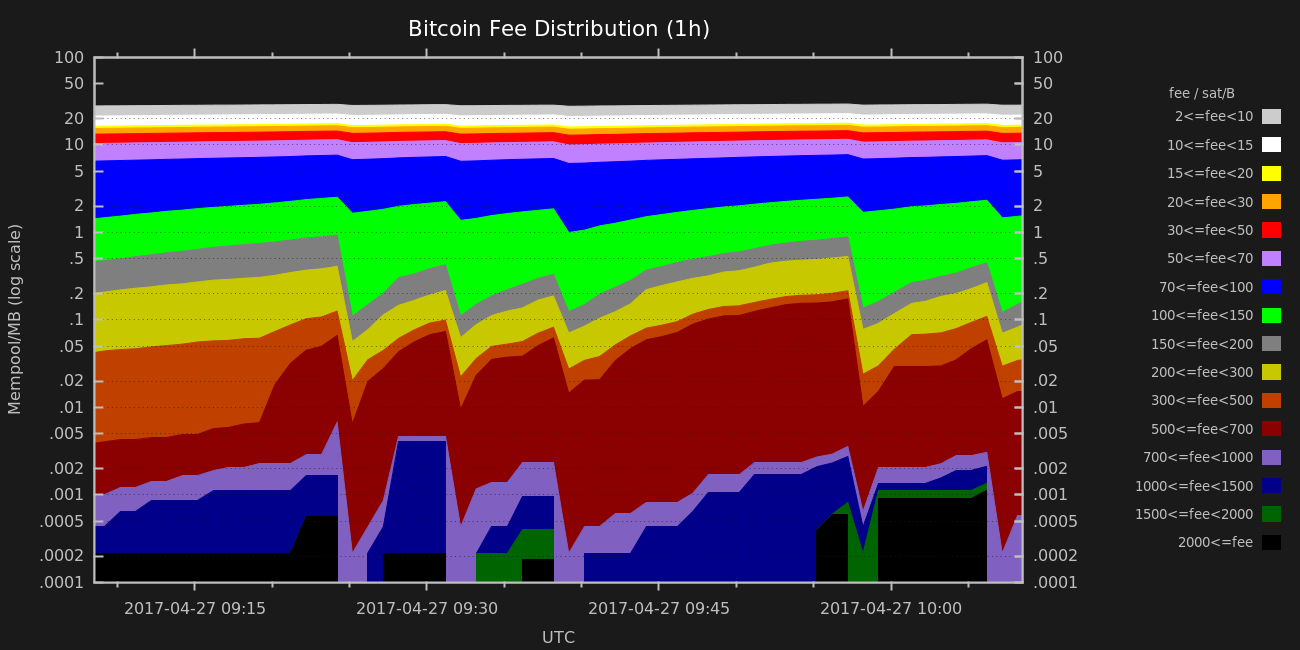 Bitcoin Fee Distribution (1h)
Mempool/MB (log scale)
100
50
20
10
5
2
1
.5
.2
.1
.05
.02
.01
.005
.002
.001
.0005
.0002
.0001
100
50
20
10
5
2
1
.5
.2
.1
.05
.02
.01
.005
.002
.001
.0005
.0002
.0001
2017-04-27 09:15 2017-04-27 09:30 2017-04-27 09:45 2017-04-27 10:00
UTC
fee / sat/B
2<=fee<10
10<=fee<15
15<=fee<20
20<=fee<30
30<=fee<50
50<=fee<70
70<=fee<100
100<=fee<150
150<=fee<200
200<=fee<300
300<=fee<500
500<=fee<700
700<=fee<1000
1000<=fee<1500
1500<=fee<2000
2000<=fee